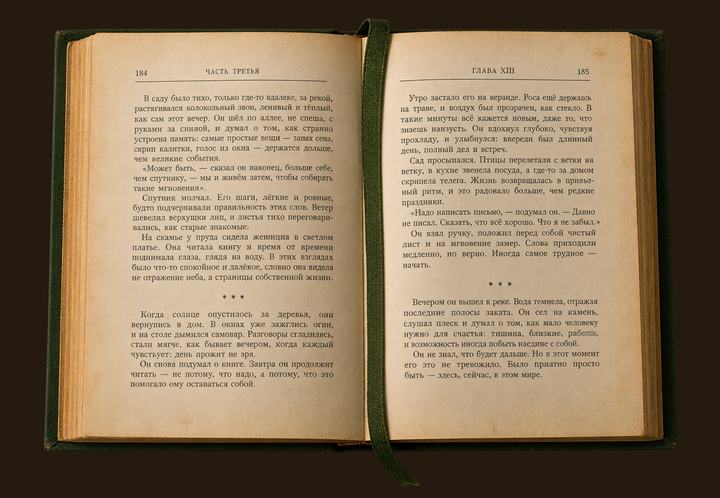 184
ЧАСТЬ ТРЕТЬЯ
В саду было тихо, только где-то вдалеке, за рекой,
растягивался колокольный звон, ленивый и тёплый,
как сам этот вечер. Он шёл по аллее, не спеша, с
руками за спиной, и думал о том, как странно
устроена память: самые простые вещи — запах сена,
скрип калитки, голос из окна — держатся дольше,
чем великие события.
«Может быть, — сказал он наконец, больше себе,
чем спутнику, — мы и живём затем, чтобы собирать
такие мгновения».
Спутник молчал. Его шаги, лёгкие и ровные,
будто подчеркивали правильность этих слов. Ветер
шевелил верхушки лип, и листья тихо переговари-
вались, как старые знакомые.
На скамье у пруда сидела женщина в светлом
платье. Она читала книгу и время от времени
поднимала глаза, глядя на воду. В этих взглядах
было что-то спокойное и далёкое, словно она видела
не отражение неба, а страницы собственной жизни.
* * *
Когда солнце опустилось за деревья, они
вернулись в дом. В окнах уже зажглись огни,
и на столе дымился самовар. Разговоры сгладились,
стали мягче, как бывает вечером, когда каждый
чувствует: день прожит не зря.
Он снова подумал о книге. Завтра он продолжит
читать — не потому, что надо, а потому, что это
помогало ему оставаться собой.
ГЛАВА XIII
185
Утро застало его на веранде. Роса ещё держалась
на траве, и воздух был прозрачен, как стекло. В
такие минуты всё кажется новым, даже то, что
знаешь наизусть. Он вдохнул глубоко, чувствуя
прохладу, и улыбнулся: впереди был длинный
день, полный дел и встреч.
Сад просыпался. Птицы перелетали с ветки на
ветку, в кухне звенела посуда, а где-то за домом
скрипела телега. Жизнь возвращалась в привыч-
ный ритм, и это радовало больше, чем редкие
праздники.
«Надо написать письмо, — подумал он. — Давно
не писал. Сказать, что всё хорошо. Что я не забыл.»
Он взял ручку, положил перед собой чистый
лист и на мгновение замер. Слова приходили
медленно, но верно. Иногда самое трудное —
начать.
* * *
Вечером он вышел к реке. Вода темнела, отражая
последние полосы заката. Он сел на камень,
слушал плеск и думал о том, как мало человеку
нужно для счастья: тишина, близкие,
и возможность иногда побыть наедине с собой.
Он не знал, что будет дальше. Но в этот момент
его это не тревожило. Было приятно просто
быть — здесь, сейчас, в этом мире.